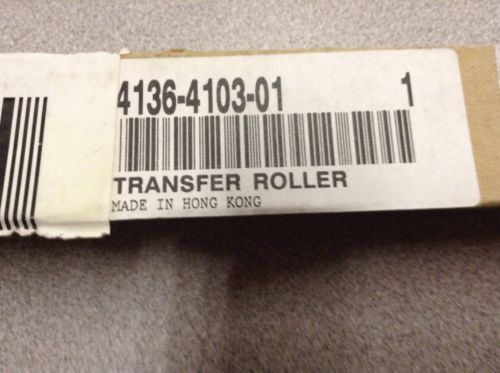 4136-4103-01 1
TRANSFER ROLLER
MADE IN HONG KONG